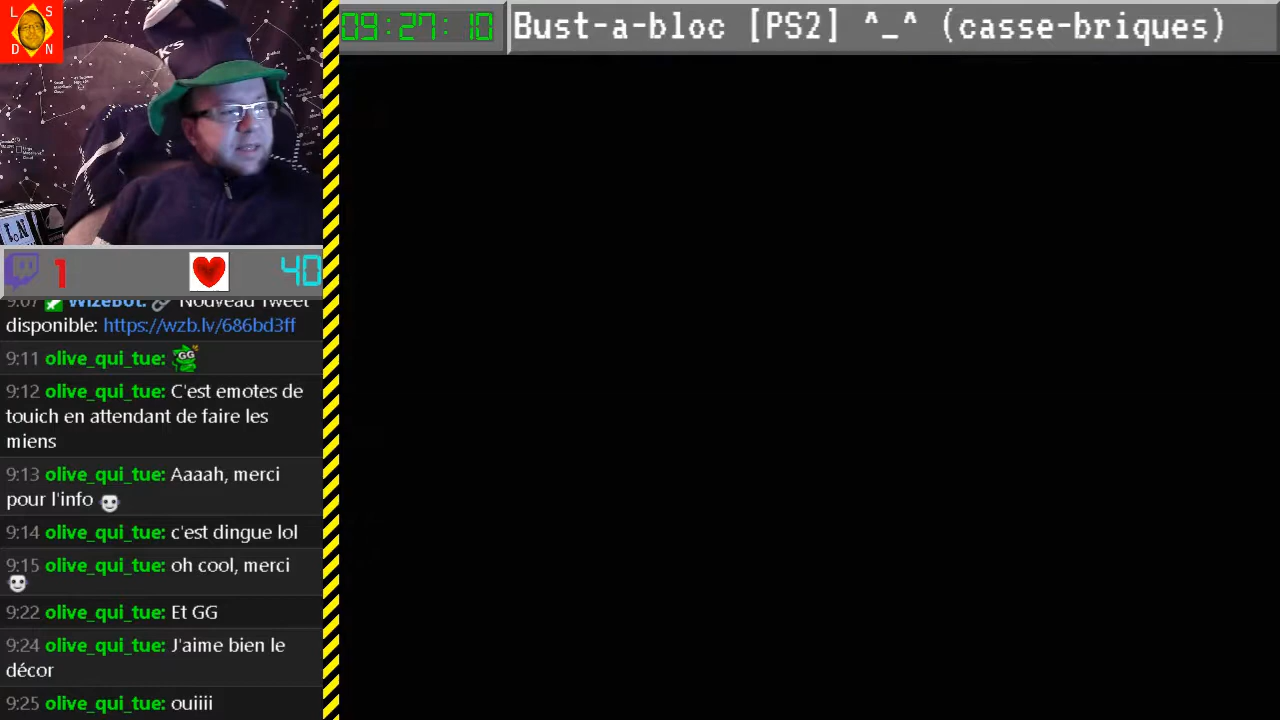 L S
D N
09:27:10
Bust-a-bloc [PS2] ^_^ (casse-briques)
1
40
9:07 WizeBot: Nouveau Tweet
disponible: https://wzb.lv/686bd3ff
9:11 olive_qui_tue: GG
9:12 olive_qui_tue: C'est emotes de
touich en attendant de faire les
miens
9:13 olive_qui_tue: Aaaah, merci
pour l'info
9:14 olive_qui_tue: c'est dingue lol
9:15 olive_qui_tue: oh cool, merci
9:22 olive_qui_tue: Et GG
9:24 olive_qui_tue: J'aime bien le
décor
9:25 olive_qui_tue: ouiiii